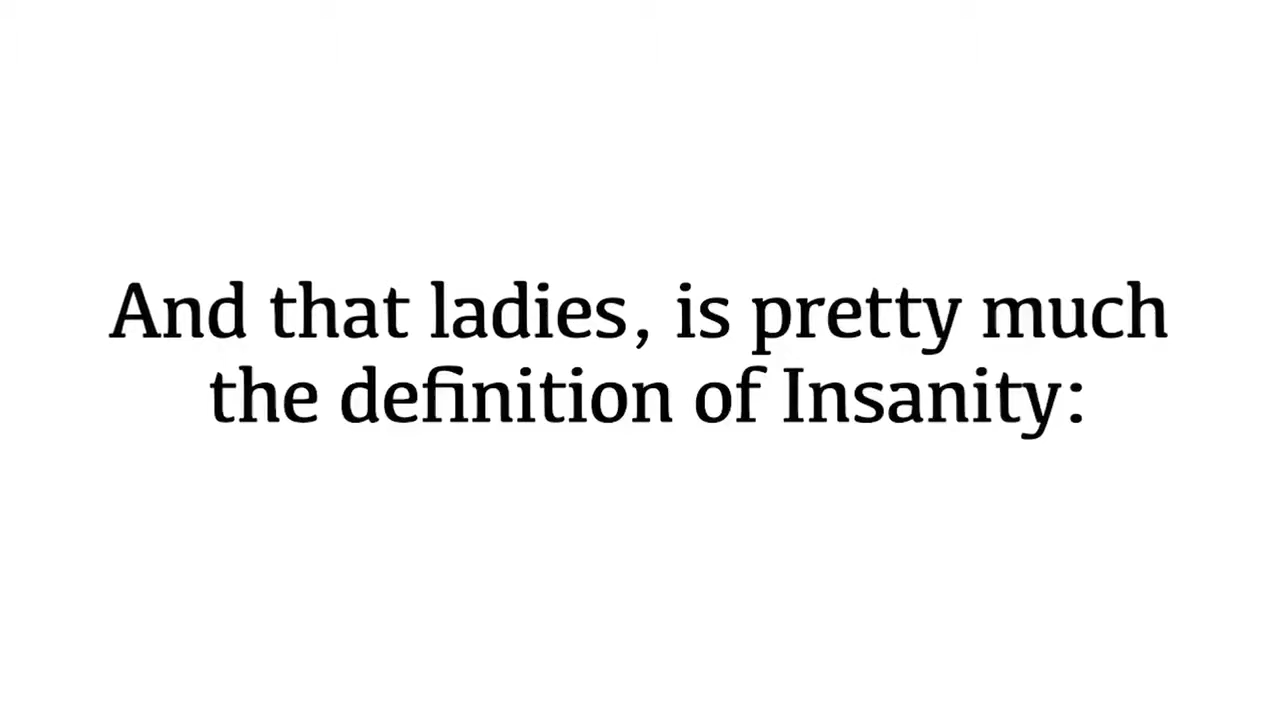 And that ladies, is pretty much
the definition of Insanity: